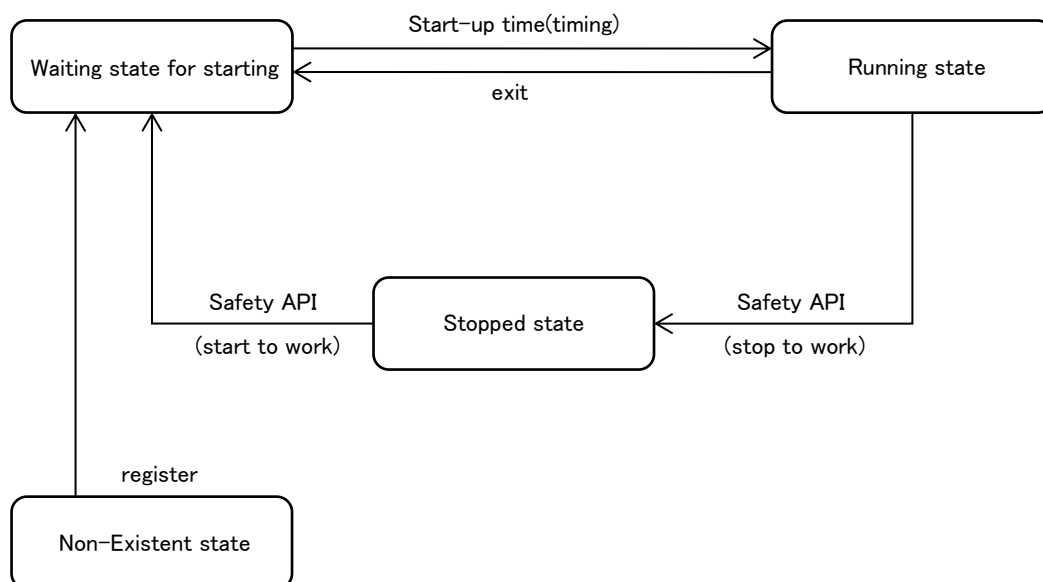 Start-up time(timing)
Waiting state for starting
Running state
exit
Safety API
(start to work)
Stopped state
Safety API
(stop to work)
register
Non-Existent state